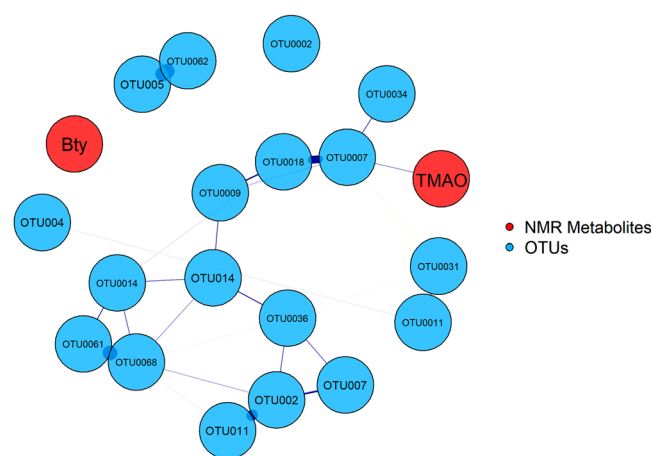 OTU0002
OTU0062
OTU005
OTU0034
Bty
OTU0018
OTU0007
TMAO
OTU0009
OTU004
NMR Metabolites
OTUs
OTU0031
OTU014
OTU0014
OTU0036
OTU0011
OTU0061
OTU0068
OTU007
OTU002
OTU011